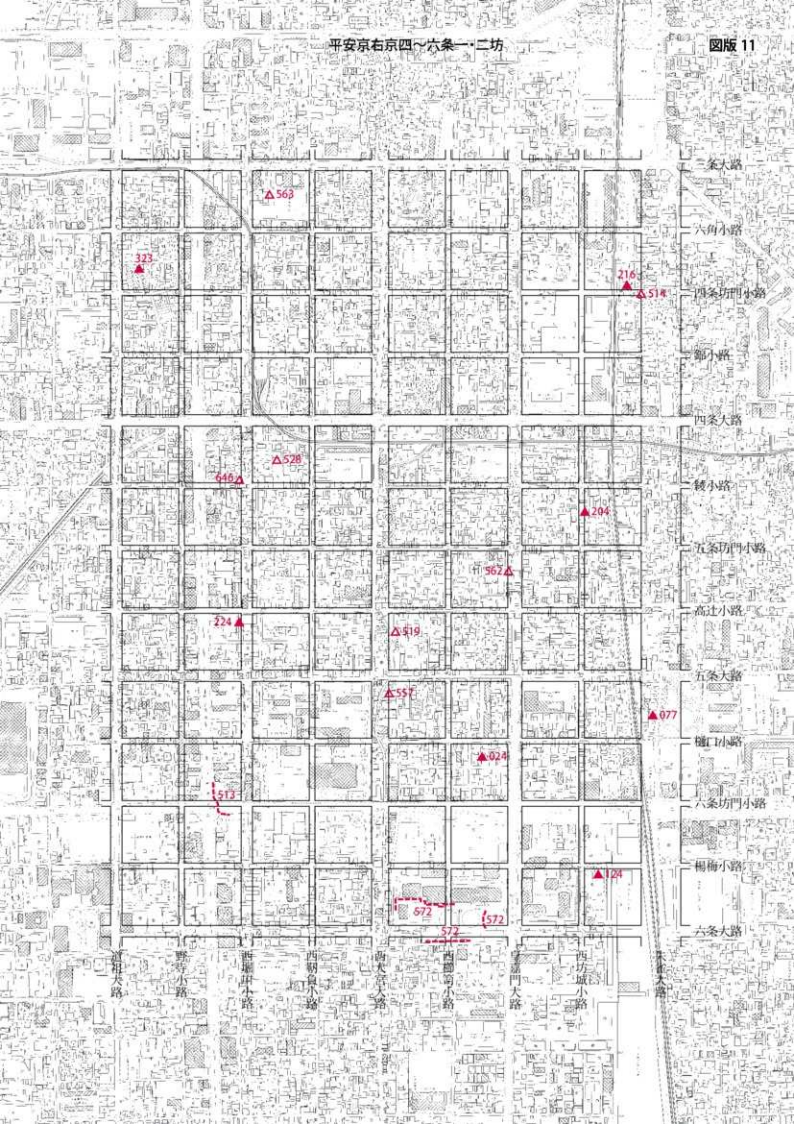 平安京右京四～六条一・二坊
図版 11
三条大路
563
六角小路
323
216
514
四条坊門小路
錦小路
四条大路
528
646
綾小路
204
五条坊門小路
562
高辻小路
224
519
五条大路
557
077
樋口小路
024
513
六条坊門小路
楊梅小路
124
572
572
572
六条大路
道祖大路
野寺小路
西堀川小路
西靱負小路
西大宮大路
西櫛笥小路
皇嘉門大路
西坊城小路
朱雀大路